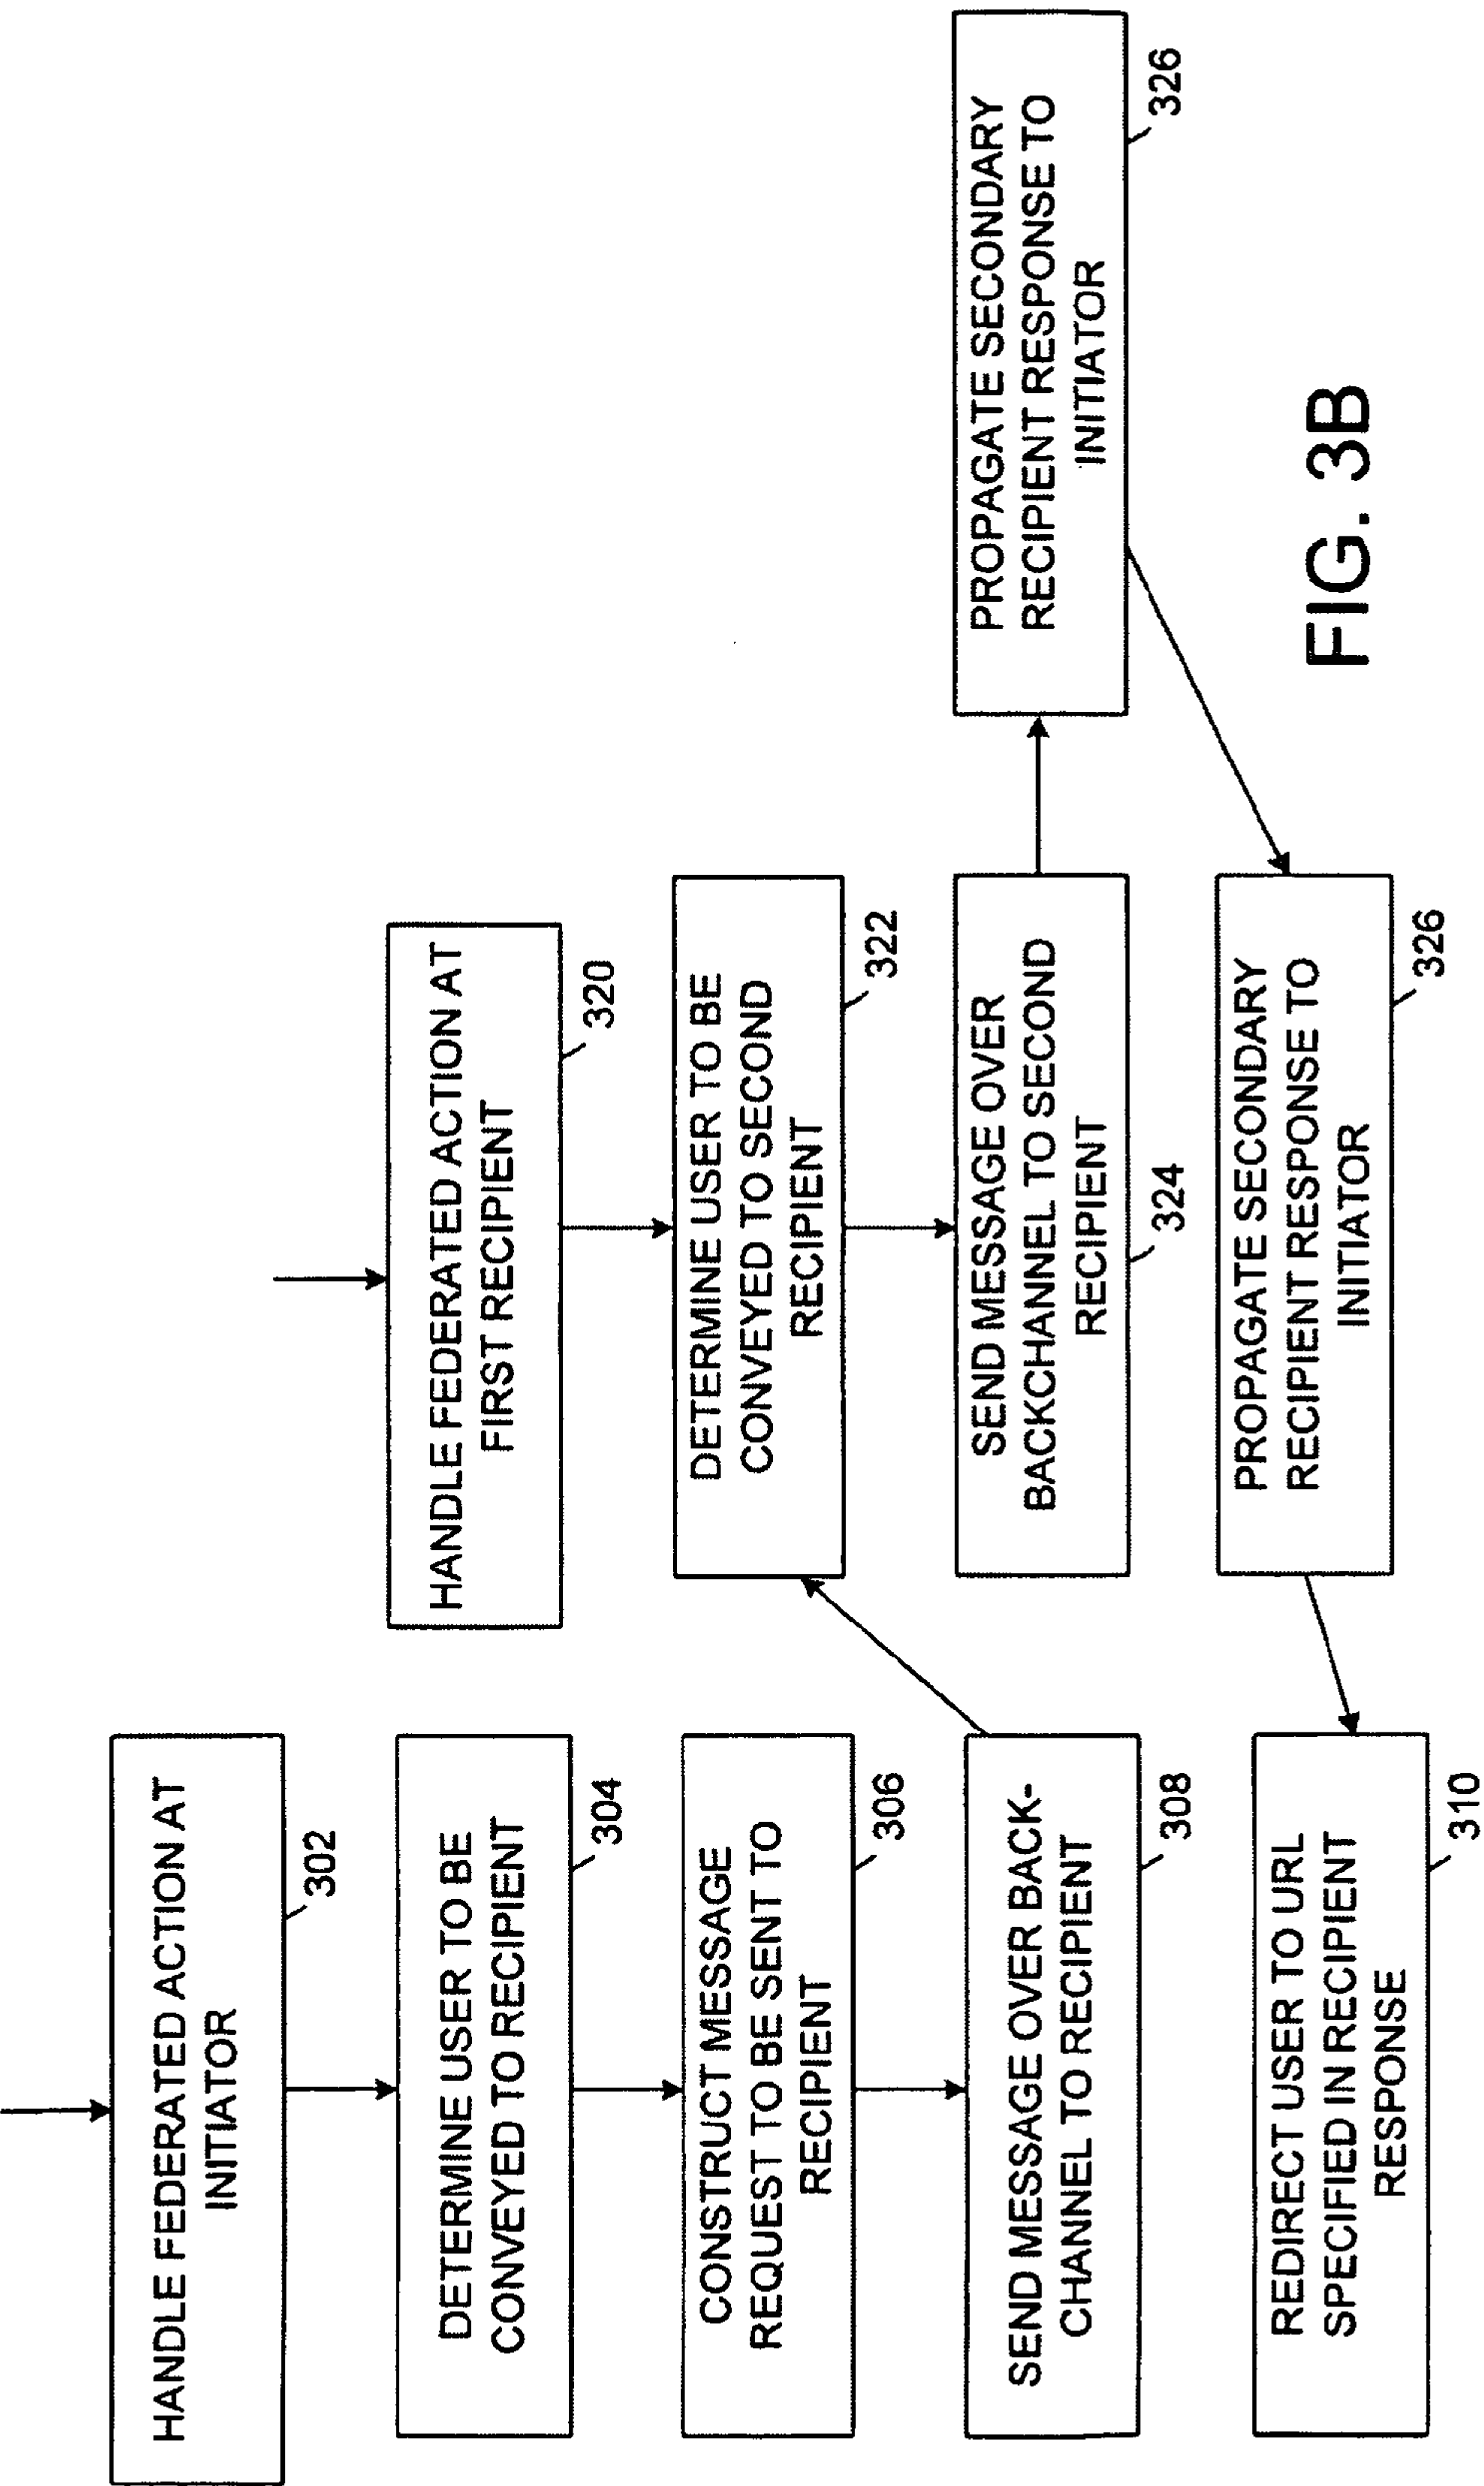 HANDLE FEDERATED ACTION AT
INITIATOR
302
DETERMINE USER TO BE
CONVEYED TO RECIPIENT
304
CONSTRUCT MESSAGE
REQUEST TO BE SENT TO
RECIPIENT
306
SEND MESSAGE OVER BACK-
CHANNEL TO RECIPIENT
308
REDIRECT USER TO URL
SPECIFIED IN RECIPIENT
RESPONSE
310
HANDLE FEDERATED ACTION AT
FIRST RECIPIENT
320
DETERMINE USER TO BE
CONVEYED TO SECOND
RECIPIENT
322
SEND MESSAGE OVER
BACKCHANNEL TO SECOND
RECIPIENT
324
PROPAGATE SECONDARY
RECIPIENT RESPONSE TO
INITIATOR
326
PROPAGATE SECONDARY
RECIPIENT RESPONSE TO
INITIATOR
326
FIG. 3B